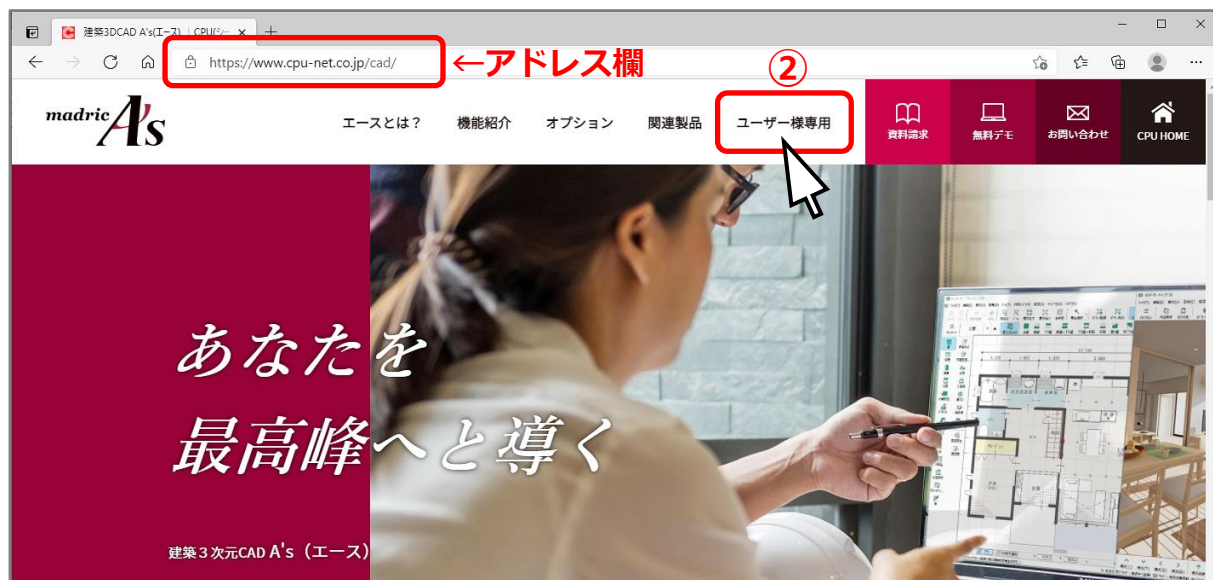 建築3DCAD A's(エース) | CPU(シー
https://www.cpu-net.co.jp/cad/
←アドレス欄
②
madric A's
エースとは？ 機能紹介 オプション 関連製品 ユーザー様専用
資料請求 無料デモ お問い合わせ CPU HOME
あなたを
最高峰へと導く
建築３次元CAD A's（エース）